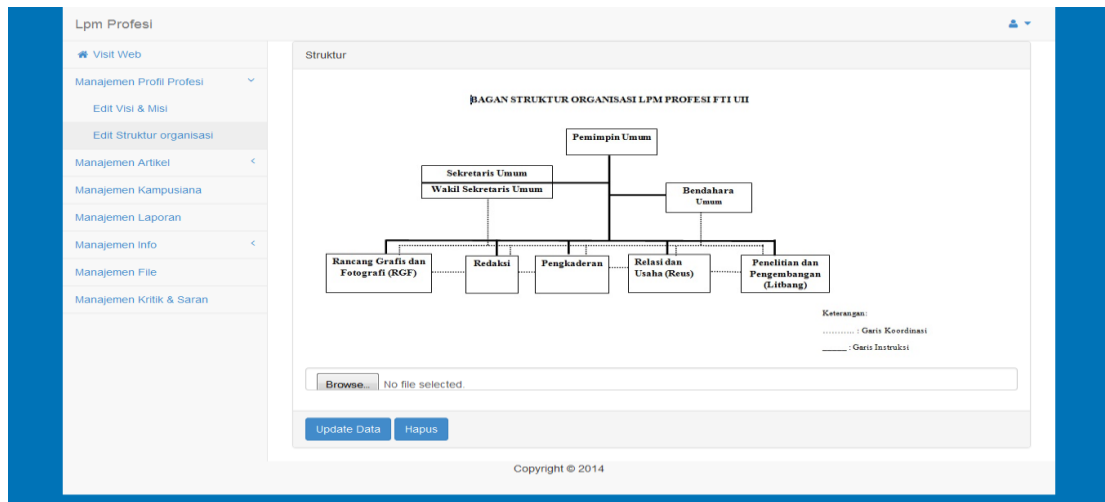 Lpm Profesi
Visit Web
Manajemen Profil Profesi
Edit Visi & Misi
Edit Struktur organisasi
Manajemen Artikel
Manajemen Kampusiana
Manajemen Laporan
Manajemen Info
Manajemen File
Manajemen Kritik & Saran
Struktur
BAGAN STRUKTUR ORGANISASI LPM PROFESI FTI UII
Pemimpin Umum
Sekretaris Umum
Wakil Sekretaris Umum
Bendahara
Umum
Rancang Grafis dan
Fotografi (RGF)
Redaksi
Pengkaderan
Relasi dan
Usaha (Reus)
Penelitian dan
Pengembangan
(Litbang)
Keterangan:
........... : Garis Koordinasi
_____ : Garis Instruksi
Browse... No file selected.
Update Data
Hapus
Copyright © 2014